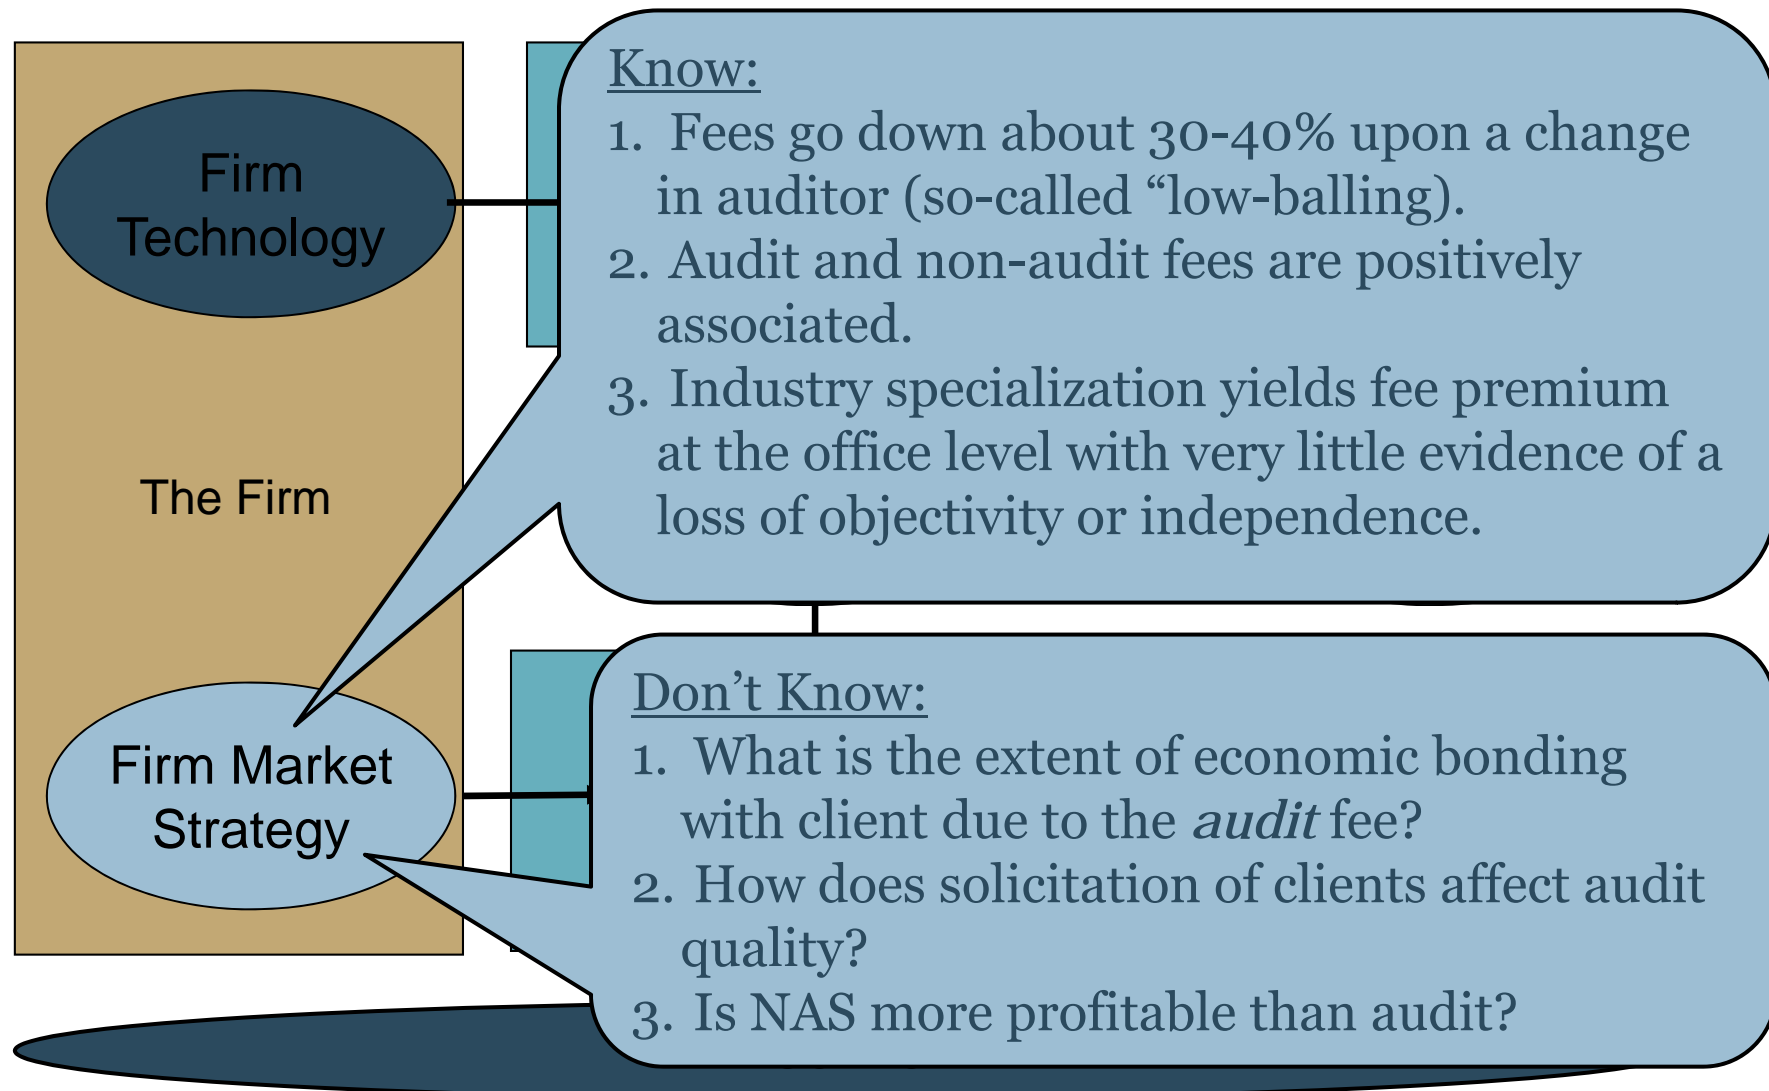 Firm
Technology
The Firm
Firm Market
Strategy
Know:
1. Fees go down about 30-40% upon a change
in auditor (so-called “low-balling).
2. Audit and non-audit fees are positively
associated.
3. Industry specialization yields fee premium
at the office level with very little evidence of a
loss of objectivity or independence.
Don’t Know:
1. What is the extent of economic bonding
with client due to the audit fee?
2. How does solicitation of clients affect audit
quality?
3. Is NAS more profitable than audit?